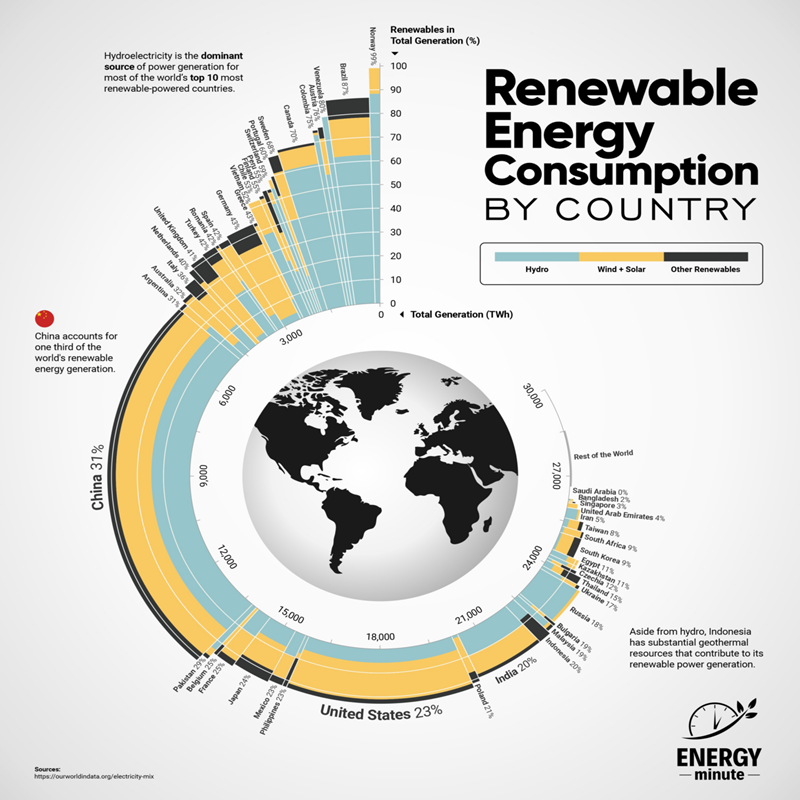 Renewable
Energy
Consumption
BY COUNTRY
Hydro
Wind + Solar
Other Renewables
Hydroelectricity is the dominant
source of power generation for
most of the world's top 10 most
renewable-powered countries.
Renewables in
Total Generation (%)
100
90
80
70
60
50
40
30
20
10
0
0
Total Generation (TWh)
Norway 99%
Brazil 87%
Venezuela 80%
Austria 76%
Colombia 75%
Canada 70%
Sweden 68%
Portugal 60%
Switzerland 59%
Peru 55%
Finland 55%
Chile 53%
Greece 43%
Germany 43%
Spain 42%
Romania 42%
Turkey 42%
United Kingdom 41%
Netherlands 40%
Italy 36%
Australia 32%
Argentina 31%
China accounts for
one third of the
world's renewable
energy generation.
China 31%
Pakistan 29%
Belgium 25%
France 25%
Japan 24%
Mexico 23%
Philippines 23%
United States 23%
Poland 21%
India 20%
Indonesia 20%
Malaysia 19%
Bulgaria 19%
Russia 18%
Ukraine 17%
Thailand 15%
Czechia 12%
Kazakhstan 11%
Egypt 11%
South Korea 9%
South Africa 9%
Taiwan 8%
Iran 5%
United Arab Emirates 4%
Singapore 3%
Bangladesh 2%
Saudi Arabia 0%
Rest of the World
3,000
6,000
9,000
12,000
15,000
18,000
21,000
24,000
27,000
30,000
Aside from hydro, Indonesia
has substantial geothermal
resources that contribute to its
renewable power generation.
ENERGY
minute
Sources:
https://ourworldindata.org/electricity-mix